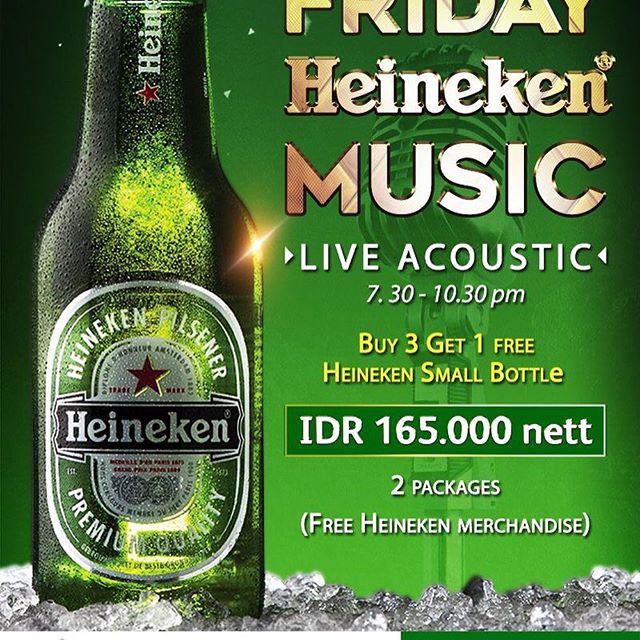 FRIDAY
Heineken®
MUSIC
LIVE ACOUSTIC
7. 30 - 10.30 pm
BUY 3 GET 1 FREE
HEINEKEN SMALL BOTTLe
IDR 165.000 nett
2 PACKAGES
(FREE HEINEKEN MERCHANDISE)
Heine
HEINEKEN PILSENER
TRADE MARK
Heineken®
PREMIUM QUALITY